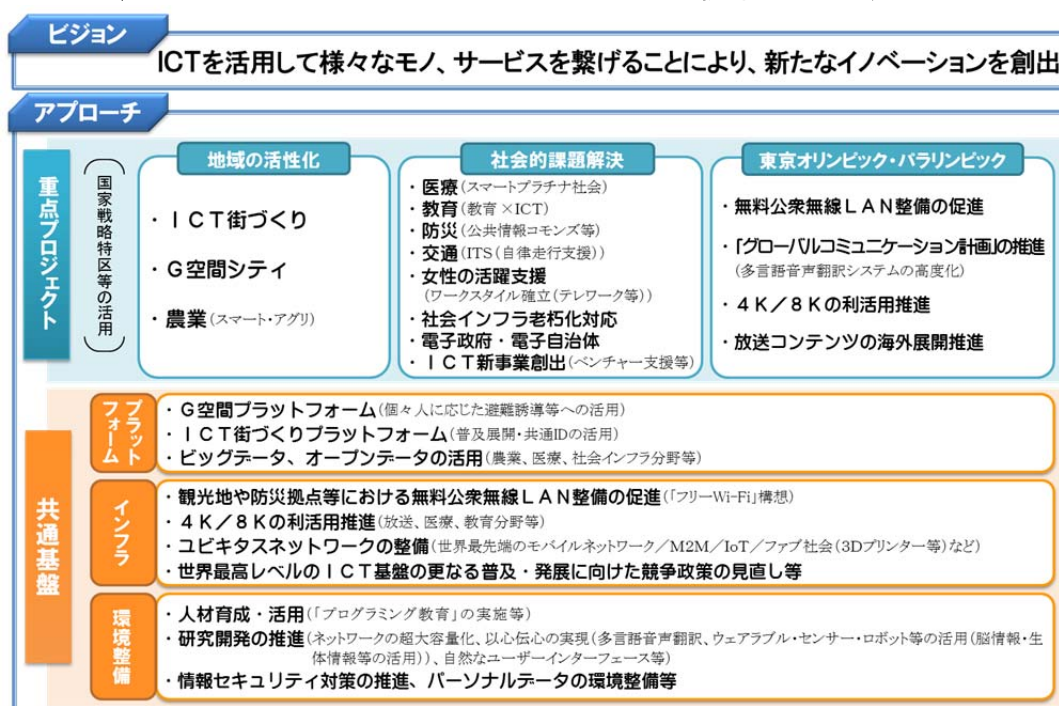 ビジョン
ICTを活用して様々なモノ、サービスを繋げることにより、新たなイノベーションを創出
アプローチ
重点プロジェクト
国家戦略特区等の活用
地域の活性化
・ICT街づくり
・G空間シティ
・農業(スマート・アグリ)
社会的課題解決
・医療(スマートプラチナ社会)
・教育(教育×ICT)
・防災(公共情報コモンズ等)
・交通(ITS(自律走行支援))
・女性の活躍支援
(ワークスタイル確立(テレワーク等))
・社会インフラ老朽化対応
・電子政府・電子自治体
・ICT新事業創出(ベンチャー支援等)
東京オリンピック・パラリンピック
・無料公衆無線LAN整備の促進
・「グローバルコミュニケーション計画」の推進
(多言語音声翻訳システムの高度化)
・4K/8Kの利活用推進
・放送コンテンツの海外展開推進
共通基盤
プラット
フォーム
・G空間プラットフォーム(個々人に応じた避難誘導等への活用)
・ICT街づくりプラットフォーム(普及展開・共通IDの活用)
・ビッグデータ、オープンデータの活用(農業、医療、社会インフラ分野等)
インフラ
・観光地や防災拠点等における無料公衆無線LAN整備の促進(「フリーWi-Fi」構想)
・4K/8Kの利活用推進(放送、医療、教育分野等)
・ユビキタスネットワークの整備(世界最先端のモバイルネットワーク/M2M/IoT/ファブ社会(3Dプリンター等)など)
・世界最高レベルのICT基盤の更なる普及・発展に向けた競争政策の見直し等
環境整備
・人材育成・活用(「プログラミング教育」の実施等)
・研究開発の推進(ネットワークの超大容量化、以心伝心の実現(多言語音声翻訳、ウェアラブル・センサー・ロボット等の活用(脳情報・生
体情報等の活用))、自然なユーザーインターフェース等)
・情報セキュリティ対策の推進、パーソナルデータの環境整備等